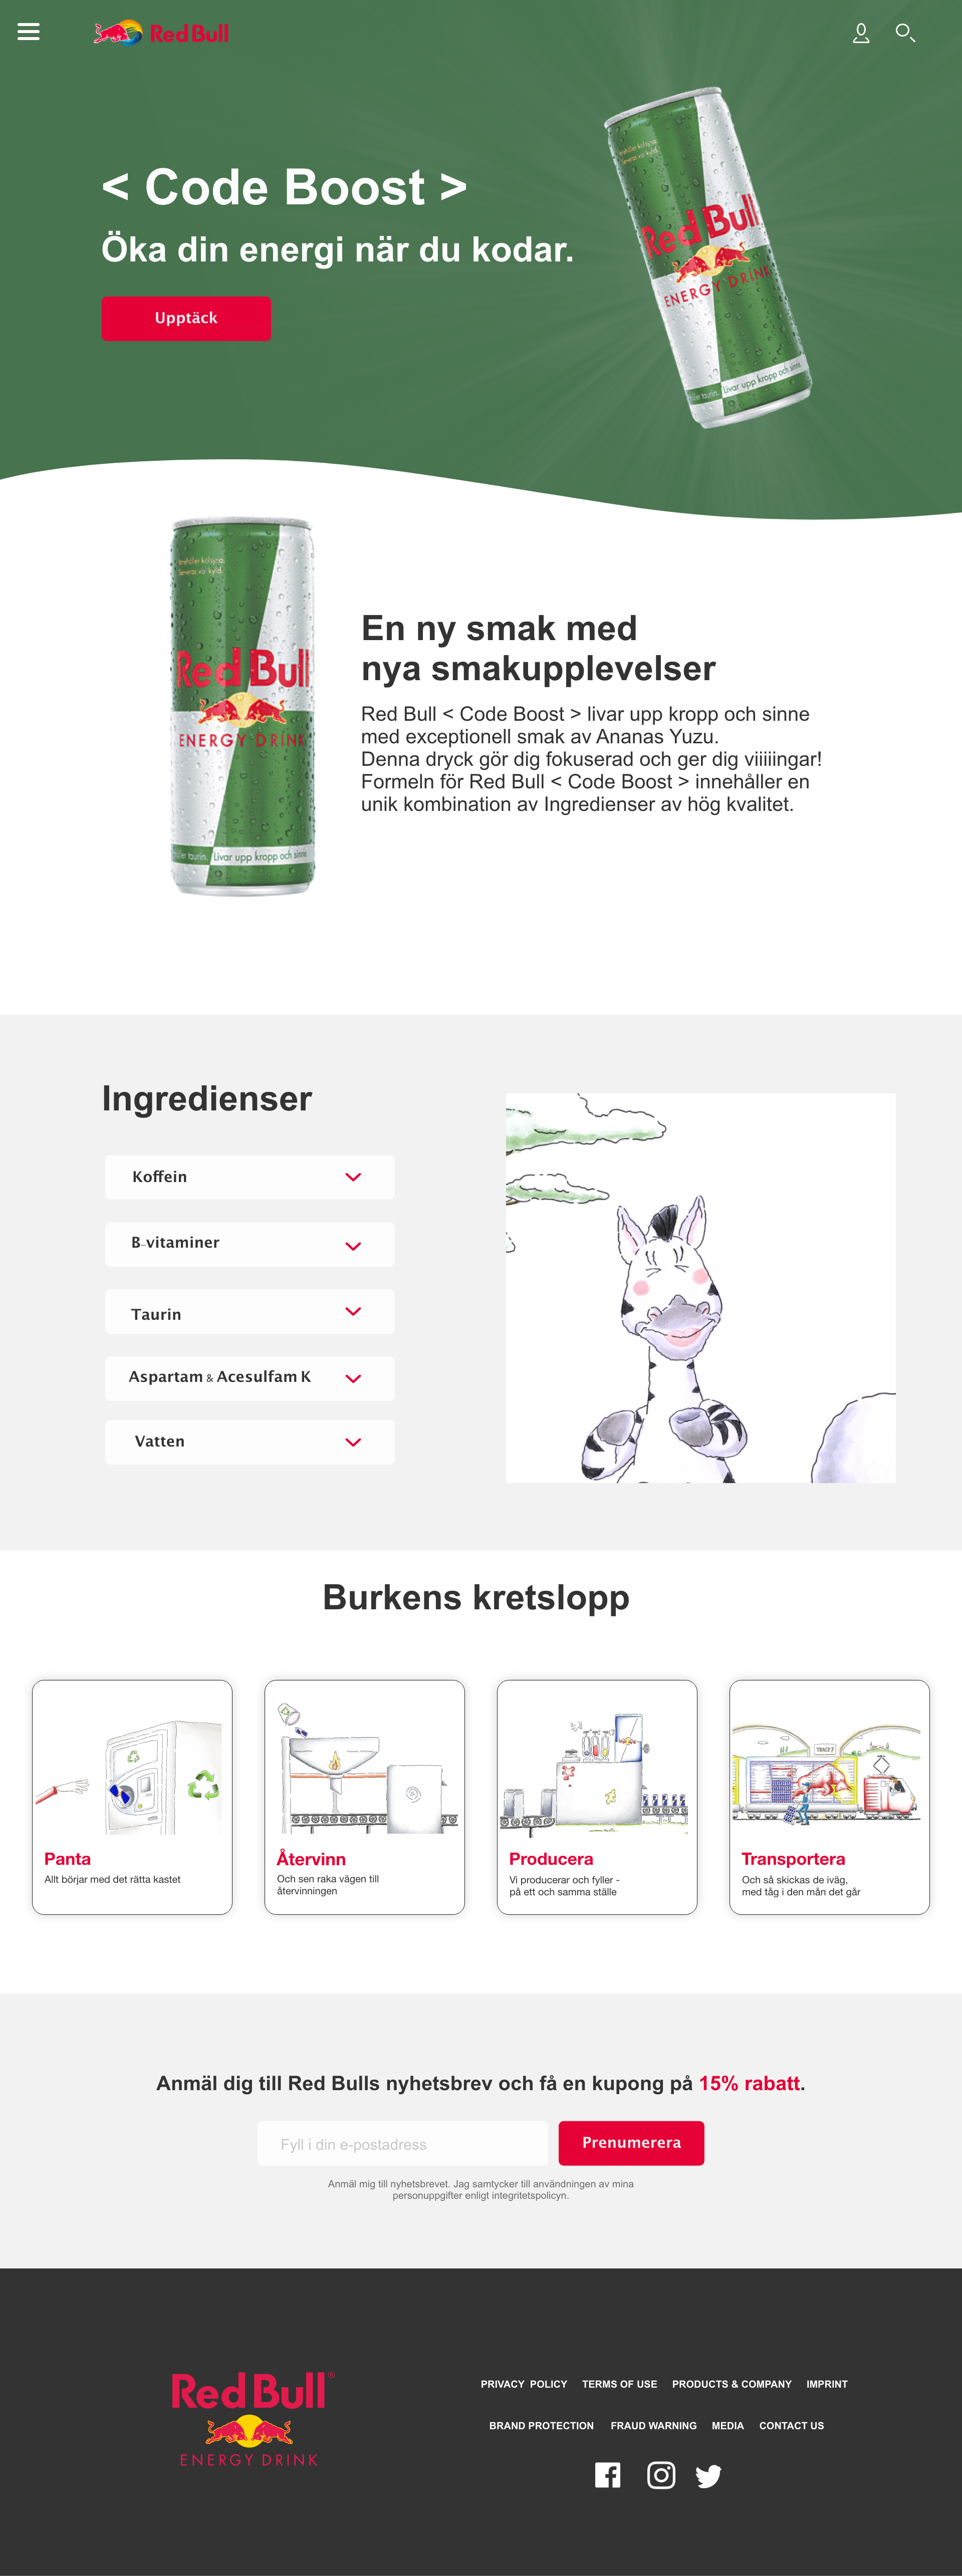 Red Bull
< Code Boost >
Öka din energi när du kodar.
Upptäck
Red Bull
ENERGY DRINK
Livar upp kropp och sinne
Red Bull
ENERGY DRINK
taurin. Livar upp kropp och sinne
En ny smak med
nya smakupplevelser
Red Bull < Code Boost > livar upp kropp och sinne
med exceptionell smak av Ananas Yuzu.
Denna dryck gör dig fokuserad och ger dig viiiiingar!
Formeln för Red Bull < Code Boost > innehåller en
unik kombination av Ingredienser av hög kvalitet.
Ingredienser
Koffein
B-vitaminer
Taurin
Aspartam & Acesulfam K
Vatten
Burkens kretslopp
Panta
Allt börjar med det rätta kastet
Återvinn
Och sen raka vägen till
återvinningen
Producera
Vi producerar och fyller -
på ett och samma ställe
Transportera
Och så skickas de iväg,
med tåg i den mån det går
Anmäl dig till Red Bulls nyhetsbrev och få en kupong på 15% rabatt.
Fyll i din e-postadress
Prenumerera
Anmäl mig till nyhetsbrevet. Jag samtycker till användningen av mina
personuppgifter enligt integritetspolicyn.
Red Bull®
ENERGY DRINK
PRIVACY POLICY TERMS OF USE PRODUCTS & COMPANY IMPRINT
BRAND PROTECTION FRAUD WARNING MEDIA CONTACT US